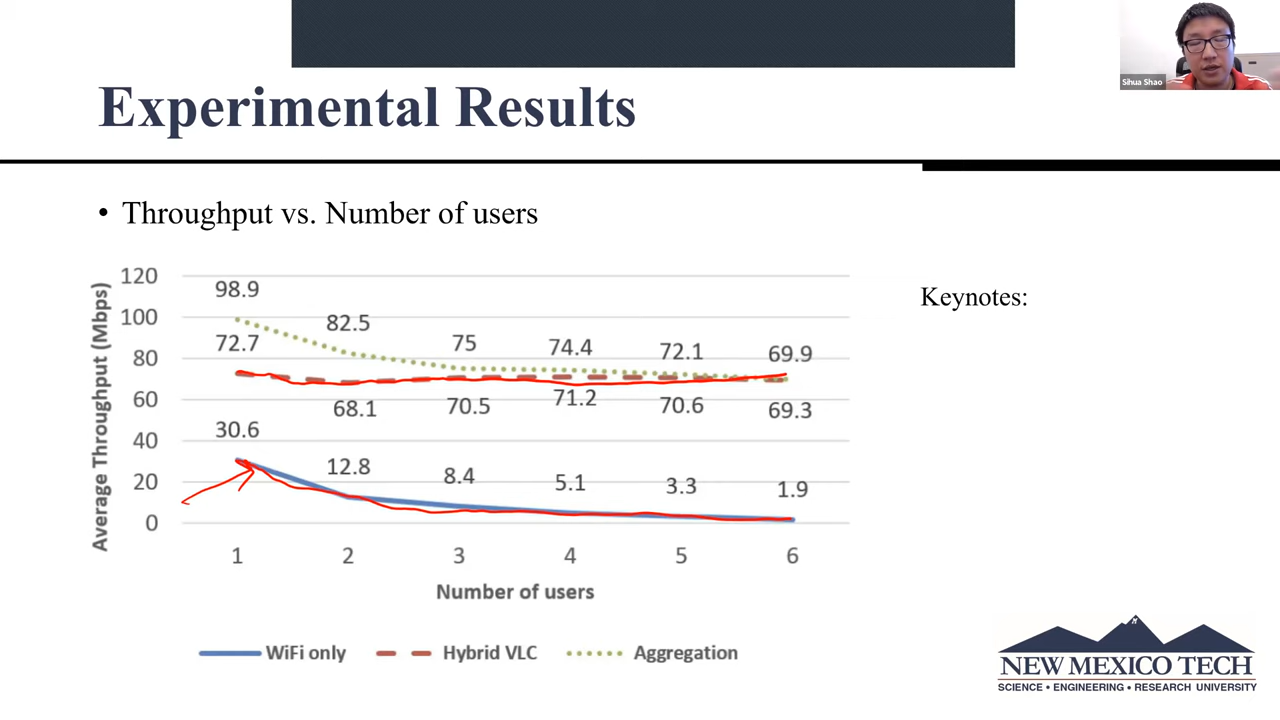 Sihua Shao
Experimental Results
• Throughput vs. Number of users
Keynotes:
Average Throughput (Mbps)
120
100
80
60
40
20
0
98.9
82.5
75
74.4
72.1
69.9
72.7
68.1
70.5
71.2
70.6
69.3
30.6
12.8
8.4
5.1
3.3
1.9
1 2 3 4 5 6
Number of users
WiFi only Hybrid VLC Aggregation
NEW MEXICO TECH
SCIENCE • ENGINEERING • RESEARCH UNIVERSITY